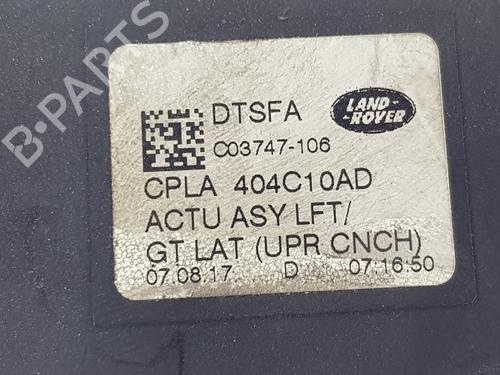 DTSFA
LAND-
ROVER
C03747-106
CPLA 404C10AD
ACTU ASY LFT/
GT LAT (UPR CNCH)
07.08.17 D 07:16:50
B-PARTS